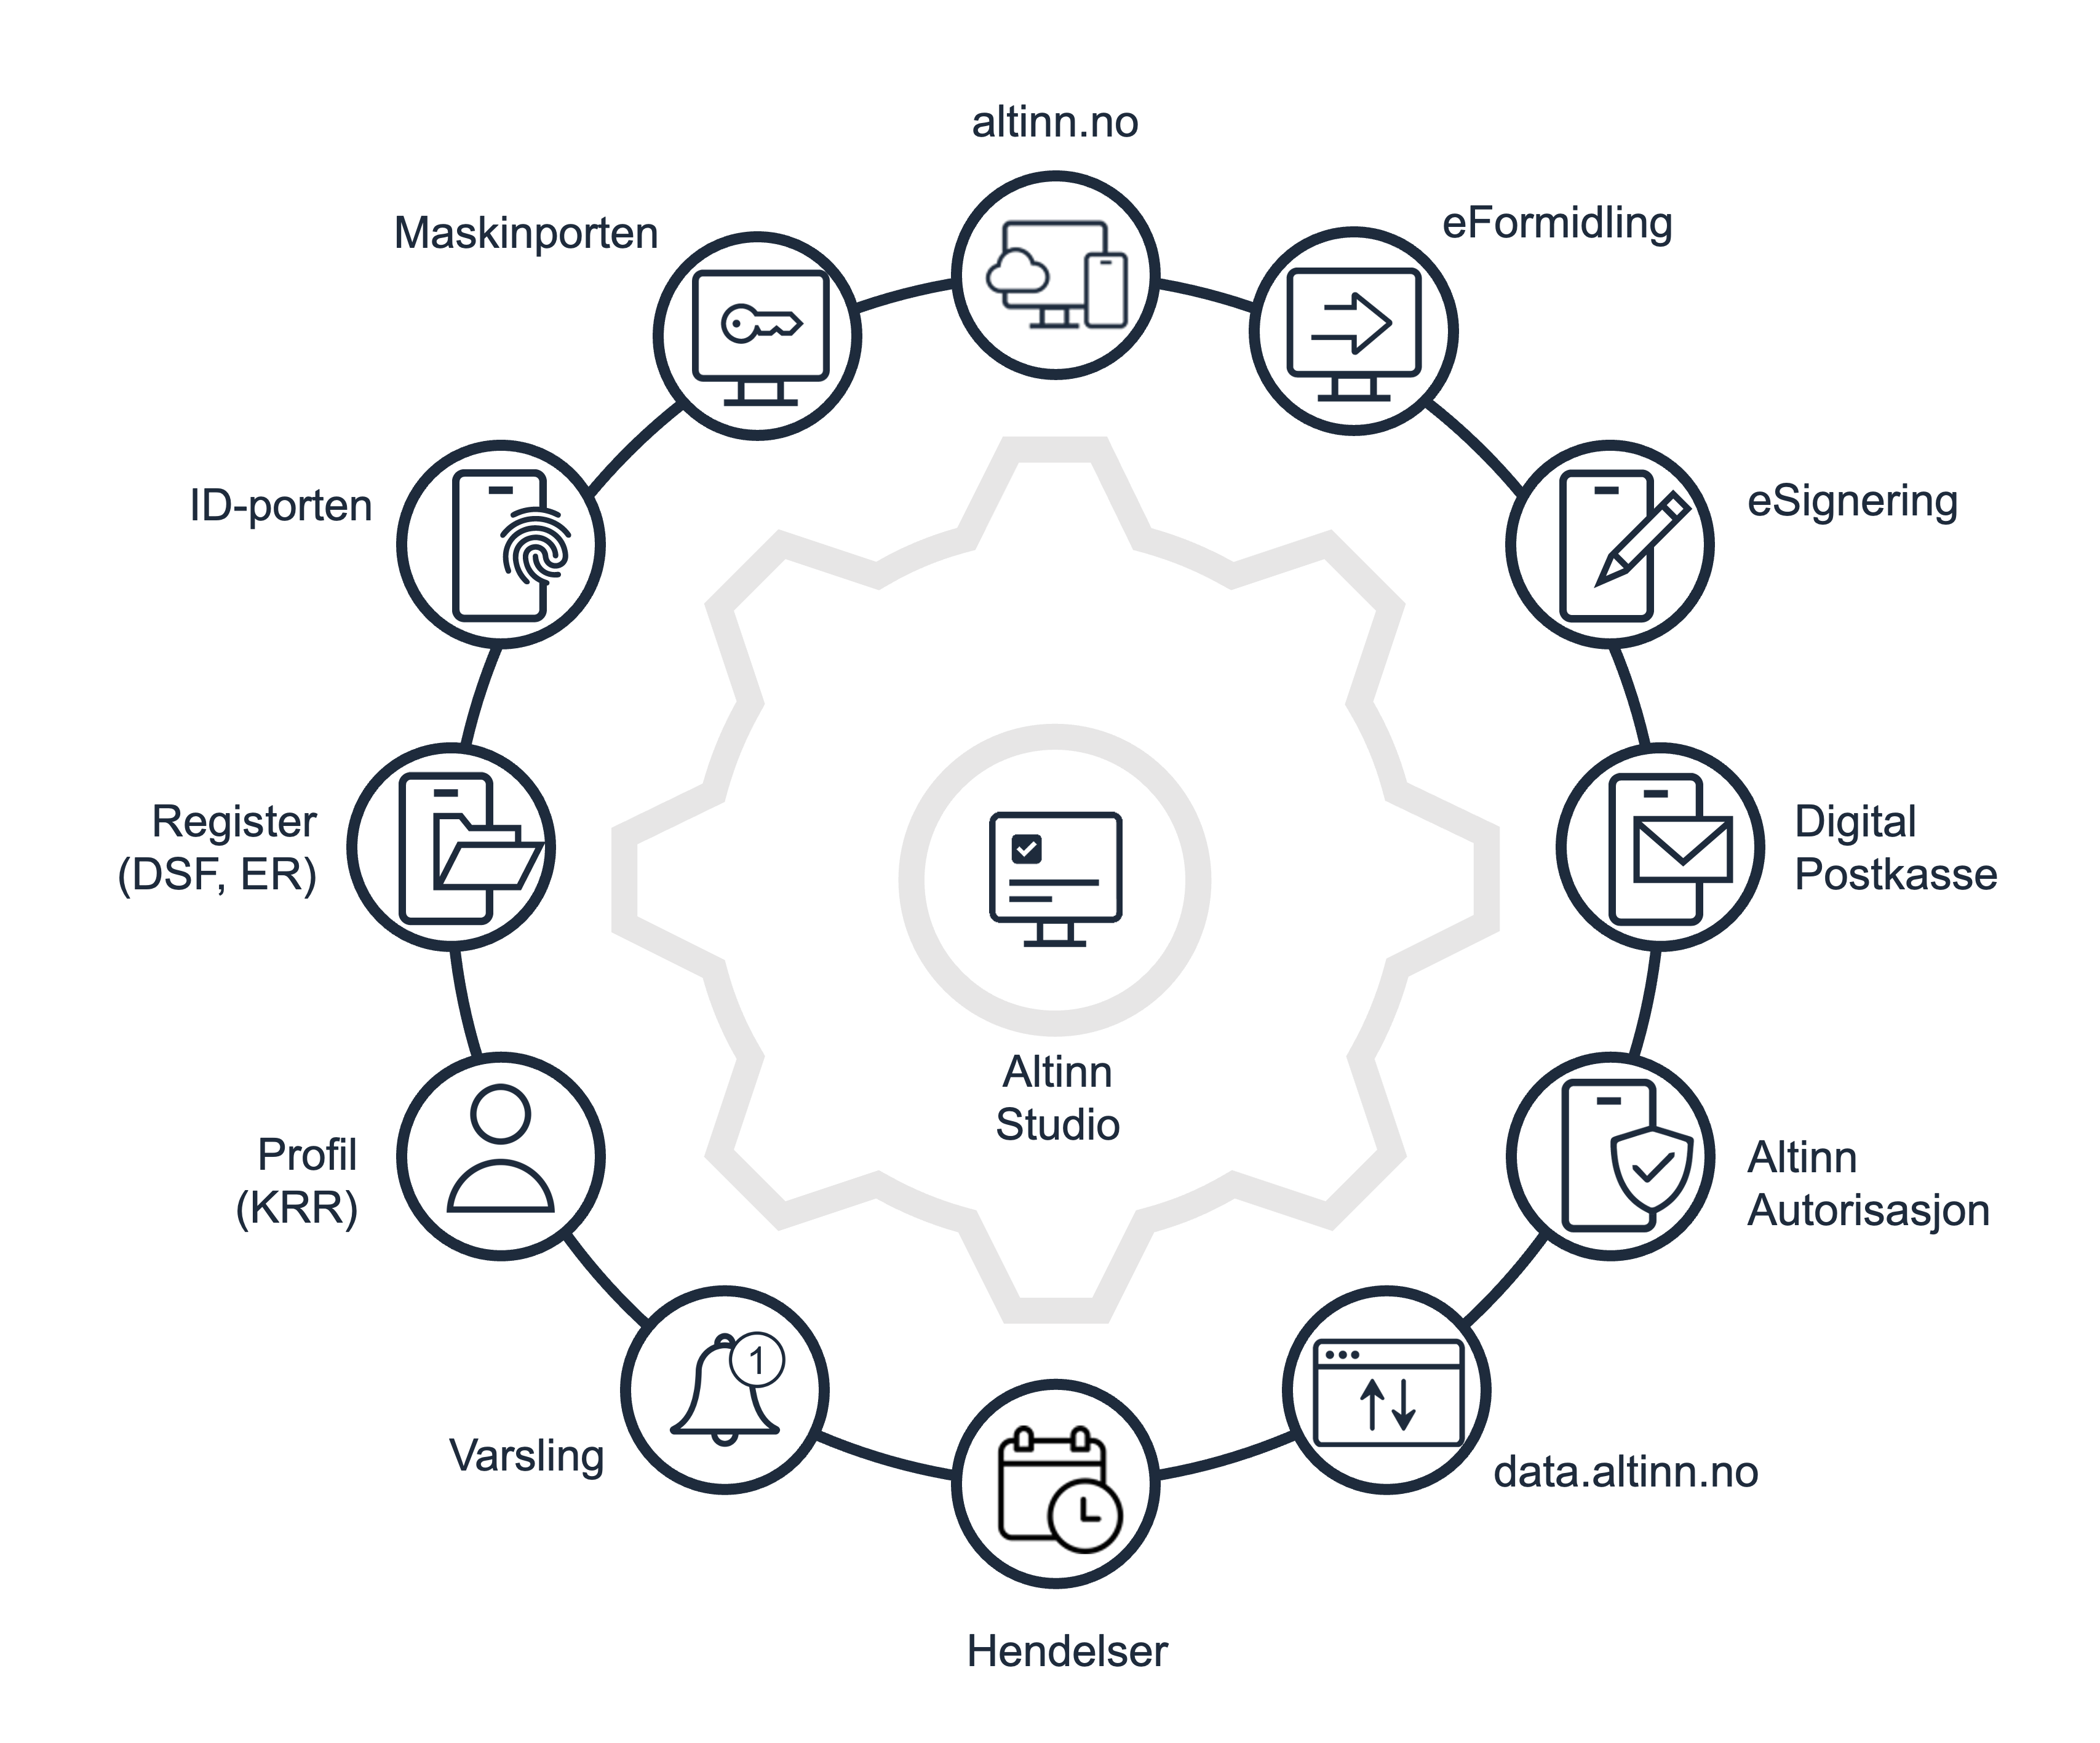 altinn.no
Maskinporten
eFormidling
ID-porten
eSignering
Register
(DSF, ER)
Digital
Postkasse
Altinn
Studio
Profil
(KRR)
Altinn
Autorisasjon
1
Varsling
data.altinn.no
Hendelser